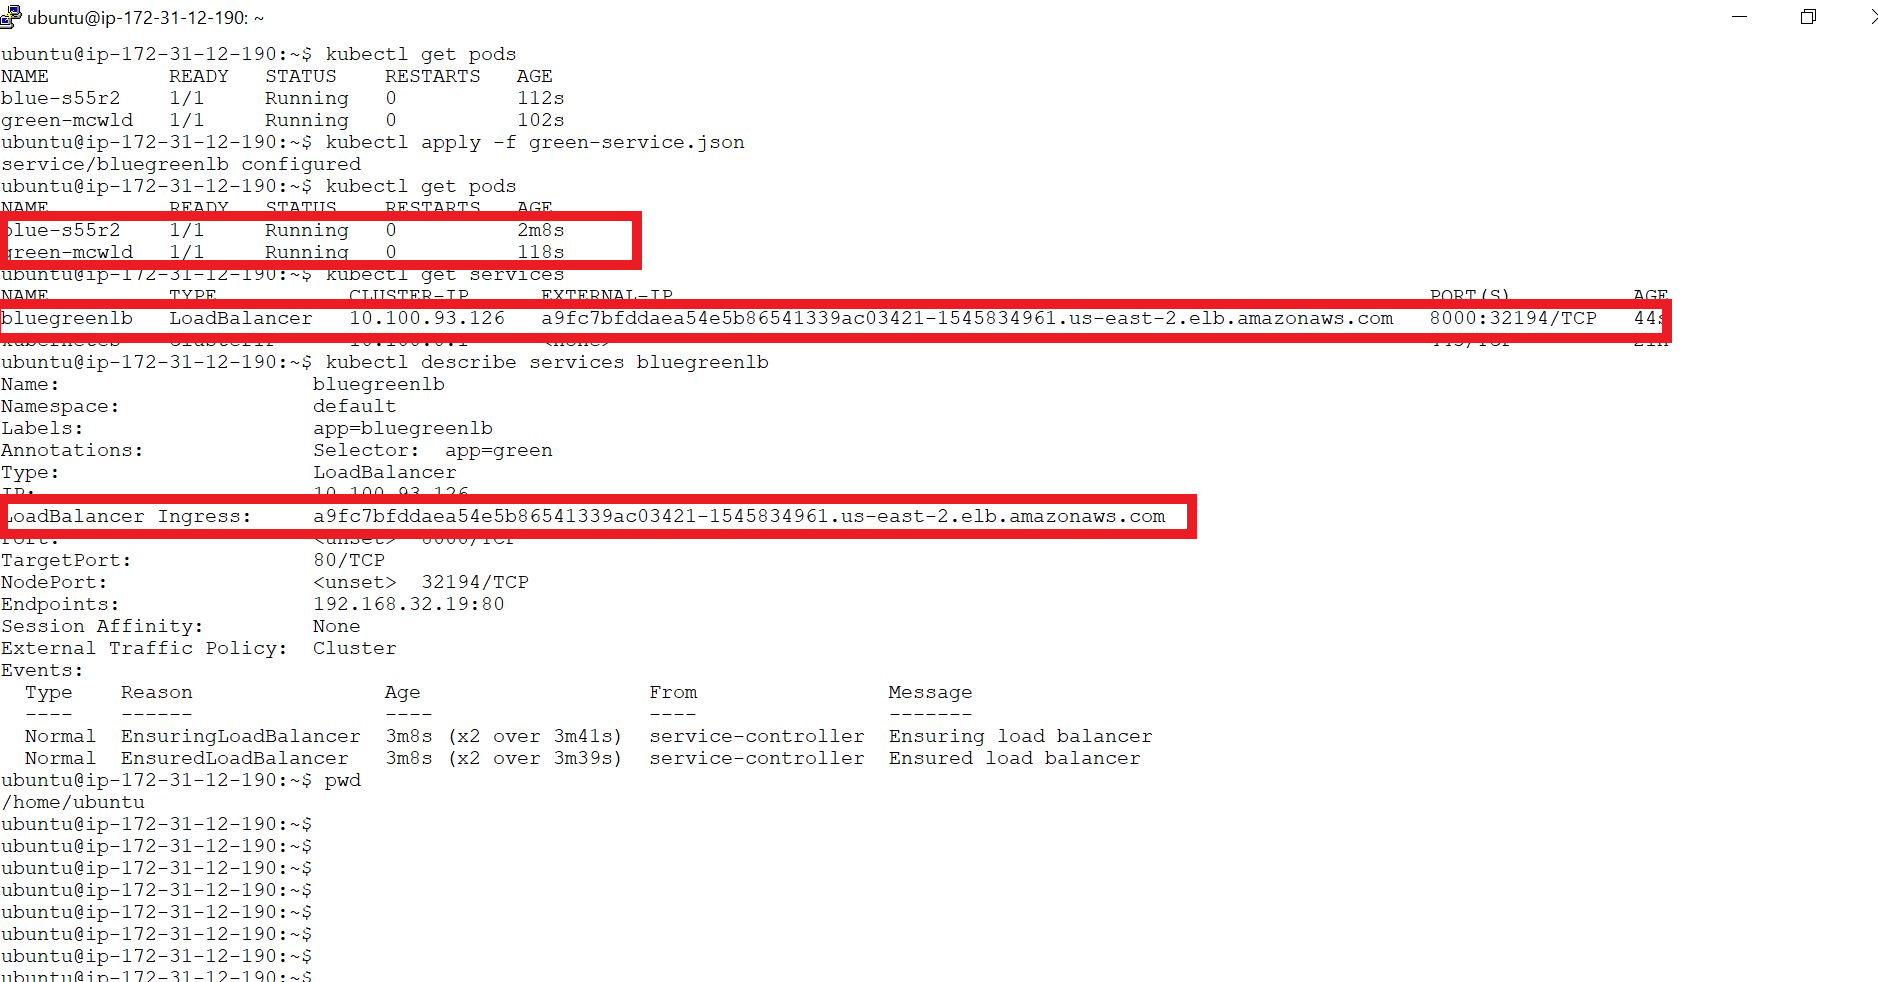 ubuntu@ip-172-31-12-190: ~
ubuntu@ip-172-31-12-190:~$ kubectl get pods
NAME READY STATUS RESTARTS AGE
blue-s55r2 1/1 Running 0 112s
green-mcwld 1/1 Running 0 102s
ubuntu@ip-172-31-12-190:~$ kubectl apply -f green-service.json
service/bluegreenlb configured
ubuntu@ip-172-31-12-190:~$ kubectl get pods
NAME READY STATUS RESTARTS AGE
blue-s55r2 1/1 Running 0 2m8s
green-mcwld 1/1 Running 0 118s
ubuntu@ip-172-31-12-190:~$ kubectl get services
NAME TYPE CLUSTER-IP EXTERNAL-IP PORT(S) AGE
bluegreenlb LoadBalancer 10.100.93.126 a9fc7bfddaea54e5b86541339ac03421-1545834961.us-east-2.elb.amazonaws.com 8000:32194/TCP 44s
kubernetes ClusterIP 10.100.0.1 <none>
ubuntu@ip-172-31-12-190:~$ kubectl describe services bluegreenlb
Name: bluegreenlb
Namespace: default
Labels: app=bluegreenlb
Annotations: Selector: app=green
Type: LoadBalancer
IP: 10.100.93.126
LoadBalancer Ingress: a9fc7bfddaea54e5b86541339ac03421-1545834961.us-east-2.elb.amazonaws.com
Port: <unset> 8000/TCP
TargetPort: 80/TCP
NodePort: <unset> 32194/TCP
Endpoints: 192.168.32.19:80
Session Affinity: None
External Traffic Policy: Cluster
Events:
Type Reason Age From Message
---- ------ ---- ---- -------
Normal EnsuringLoadBalancer 3m8s (x2 over 3m41s) service-controller Ensuring load balancer
Normal EnsuredLoadBalancer 3m8s (x2 over 3m39s) service-controller Ensured load balancer
ubuntu@ip-172-31-12-190:~$ pwd
/home/ubuntu
ubuntu@ip-172-31-12-190:~$
ubuntu@ip-172-31-12-190:~$
ubuntu@ip-172-31-12-190:~$
ubuntu@ip-172-31-12-190:~$
ubuntu@ip-172-31-12-190:~$
ubuntu@ip-172-31-12-190:~$
ubuntu@ip-172-31-12-190:~$
ubuntu@ip-172-31-12-190:~$